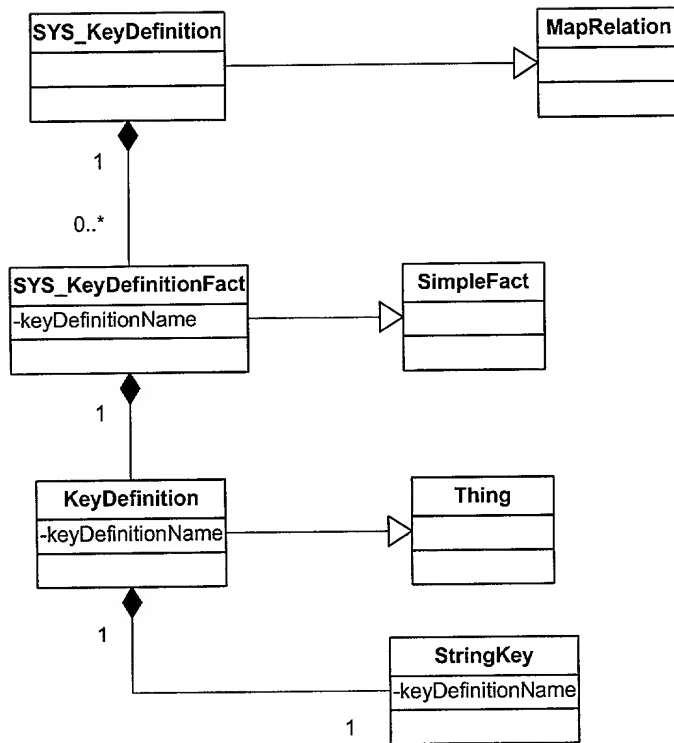 SYS_KeyDefinition
MapRelation
1
0..*
SYS_KeyDefinitionFact
-keyDefinitionName
SimpleFact
1
KeyDefinition
-keyDefinitionName
Thing
1
StringKey
-keyDefinitionName
1